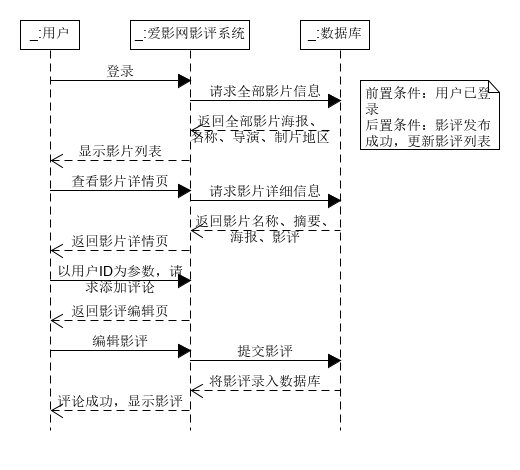 _:用户
_:爱影网影评系统
_:数据库
登录
请求全部影片信息
前置条件：用户已登
录
后置条件：影评发布
成功，更新影评列表
返回全部影片海报、
名称、导演、制片地区
显示影片列表
查看影片详情页
请求影片详细信息
返回影片名称、摘要、
海报、影评
返回影片详情页
以用户ID为参数，请
求添加评论
返回影评编辑页
编辑影评
提交影评
将影评录入数据库
评论成功，显示影评